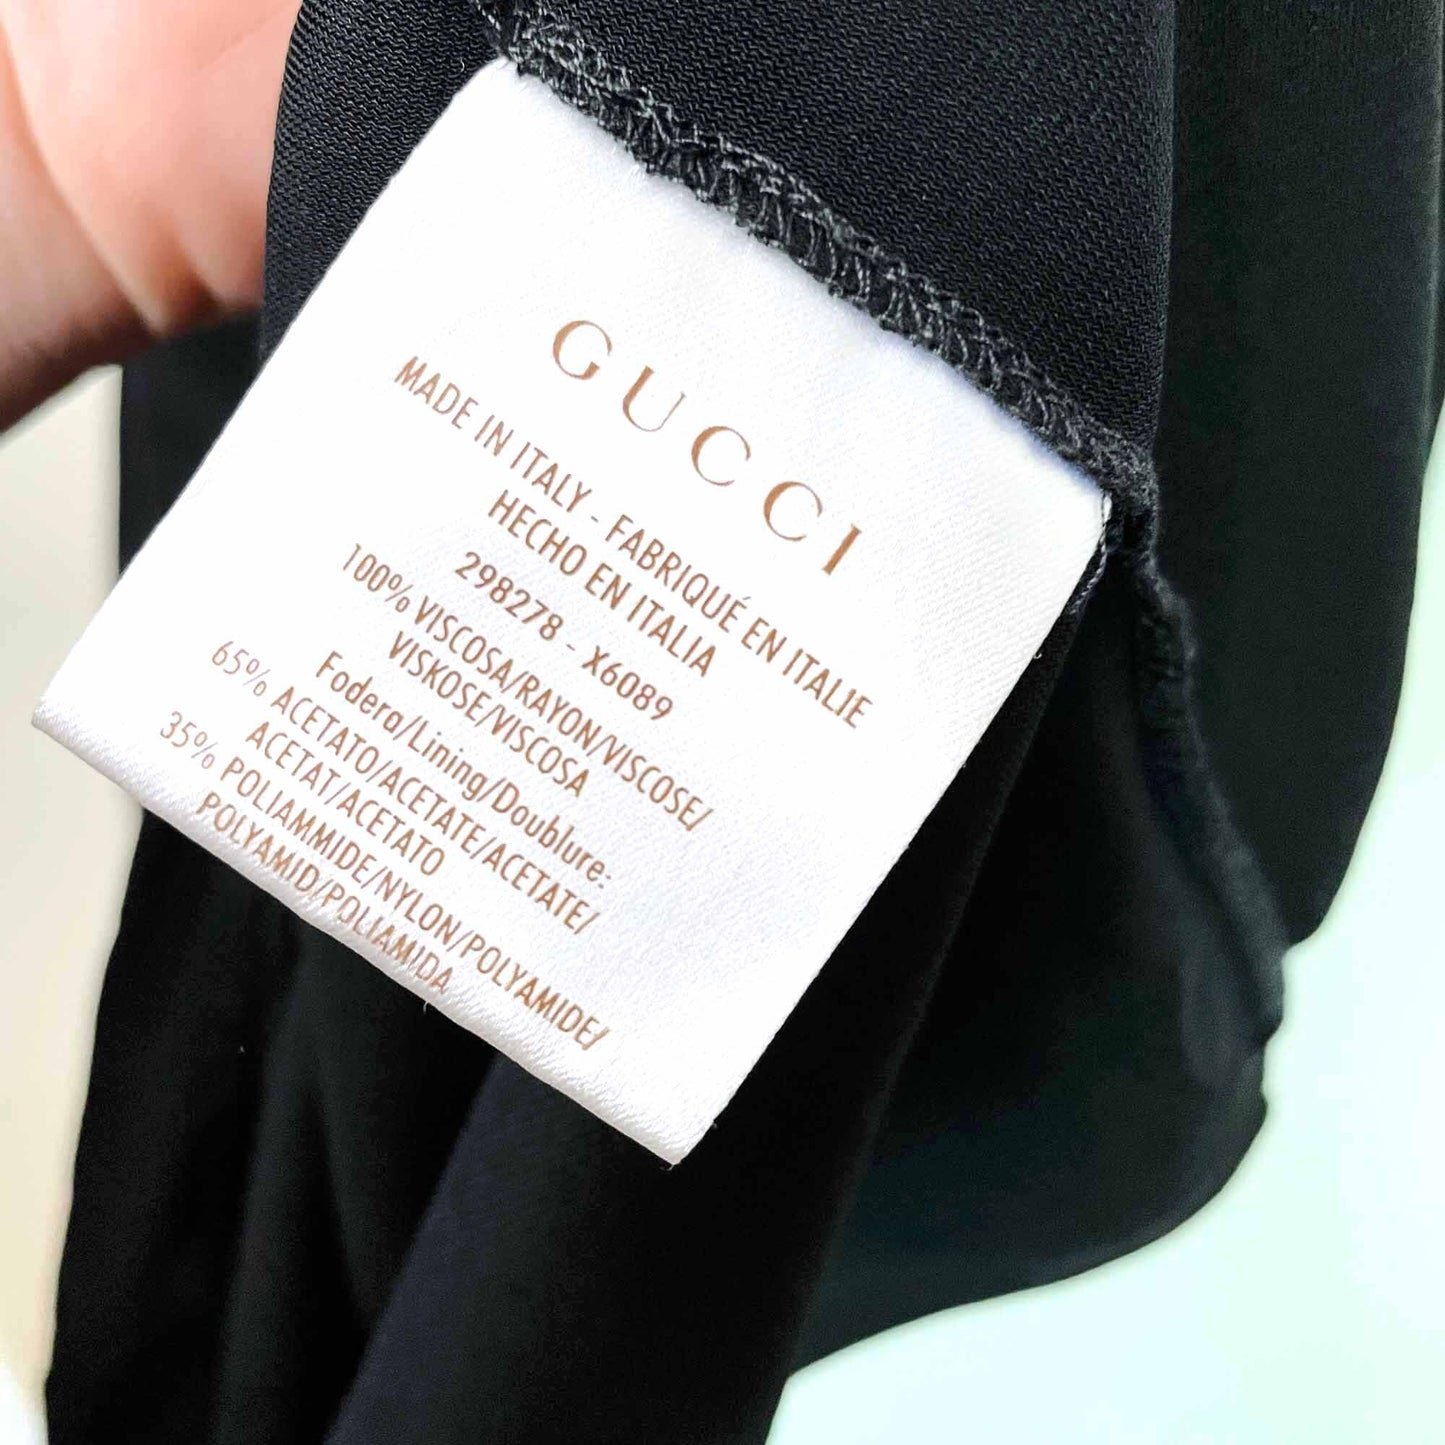 GUCCI
MADE IN ITALY - FABRIQUÉ EN ITALIE
HECHO EN ITALIA
298278 - X6089
100% VISCOSA/RAYON/VISCOSE/
VISKOSE/VISCOSA
Fodera/Lining/Doublure:
65% ACETATO/ACETATE/ACETATE/
ACETAT/ACETATO
35% POLIAMMIDE/NYLON/POLYAMIDE/
POLYAMID/POLIAMIDA